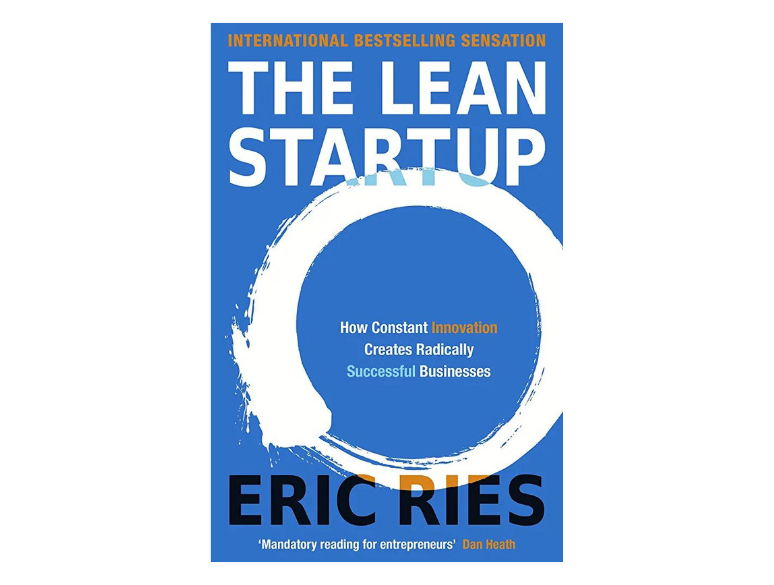 INTERNATIONAL BESTSELLING SENSATION
THE LEAN
STARTUP
How Constant Innovation
Creates Radically
Successful Businesses
ERIC RIES
‘Mandatory reading for entrepreneurs’ Dan Heath